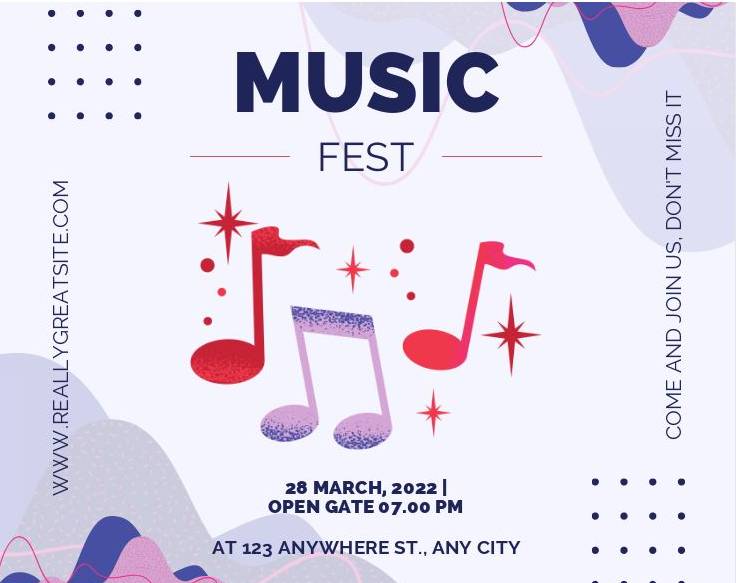 MUSIC
FEST
WWW.REALLYGREATSITE.COM
COME AND JOIN US, DON'T MISS IT
28 MARCH, 2022 |
OPEN GATE 07.00 PM
AT 123 ANYWHERE ST., ANY CITY